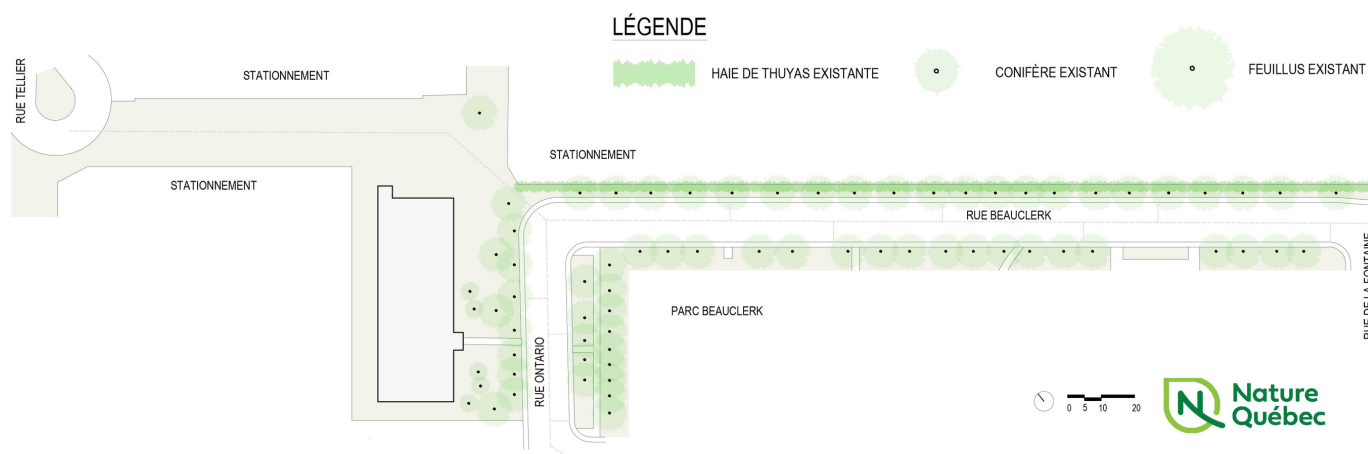 LÉGENDE
HAIE DE THUYAS EXISTANTE
CONIFÈRE EXISTANT
FEUILLUS EXISTANT
RUE TELLIER
STATIONNEMENT
STATIONNEMENT
STATIONNEMENT
RUE BEAUCLERK
RUE DE LA FONTAINE
PARC BEAUCLERK
RUE ONTARIO
0 5 10 20
Nature
Québec